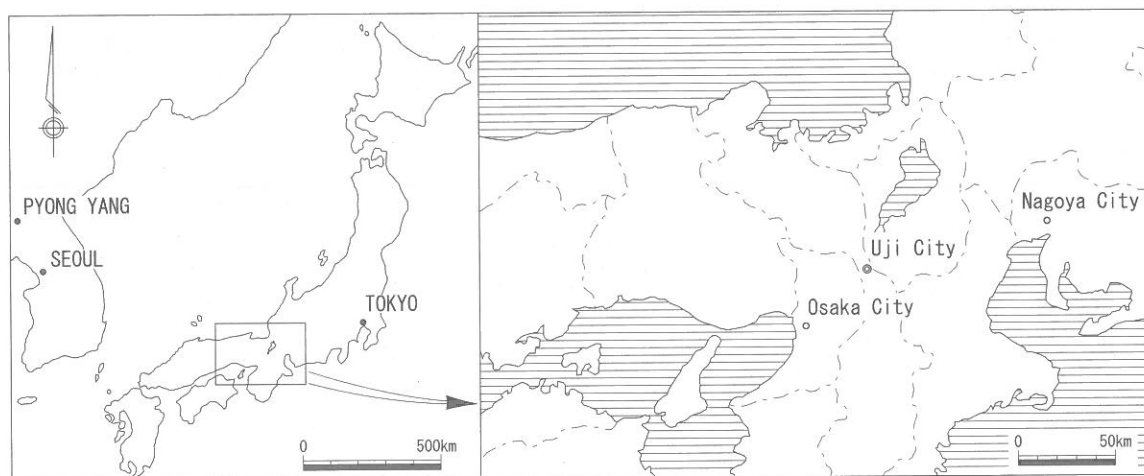 PYONG YANG
SEOUL
TOKYO
0 500km
Nagoya City
Uji City
Osaka City
0 50km